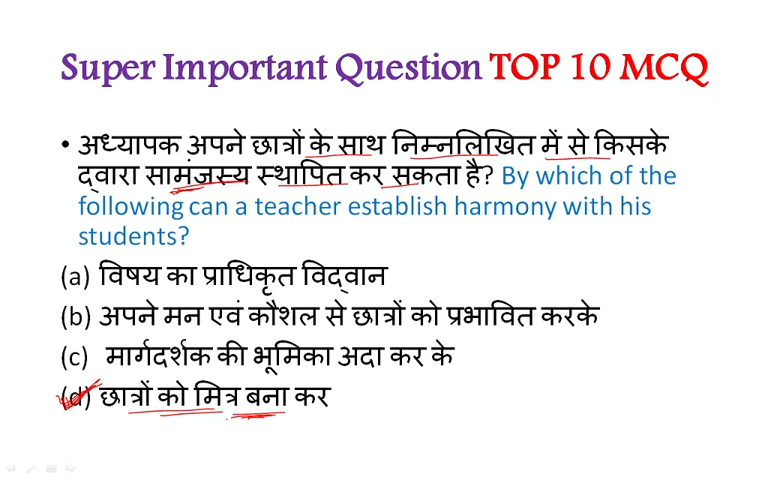 Super Important Question TOP 10 MCQ
• अध्यापक अपने छात्रों के साथ निम्नलिखित में से किसके
द्वारा सामंजस्य स्थापित कर सकता है? By which of the
following can a teacher establish harmony with his
students?
(a) विषय का प्राधिकृत विद्वान
(b) अपने मन एवं कौशल से छात्रों को प्रभावित करके
(c) मार्गदर्शक की भूमिका अदा कर के
(d) छात्रों को मित्र बना कर